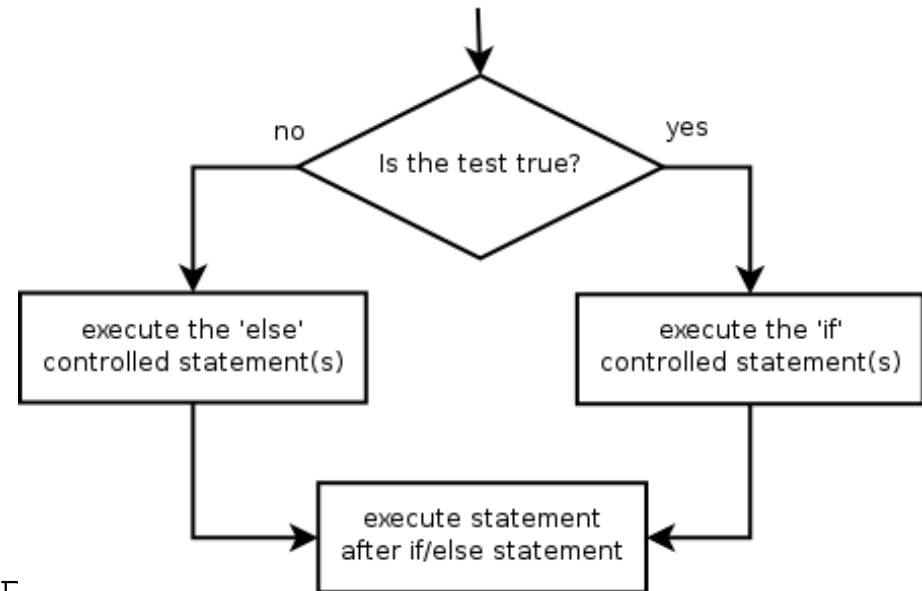 no
yes
Is the test true?
execute the 'else'
controlled statement(s)
execute the 'if'
controlled statement(s)
execute statement
after if/else statement